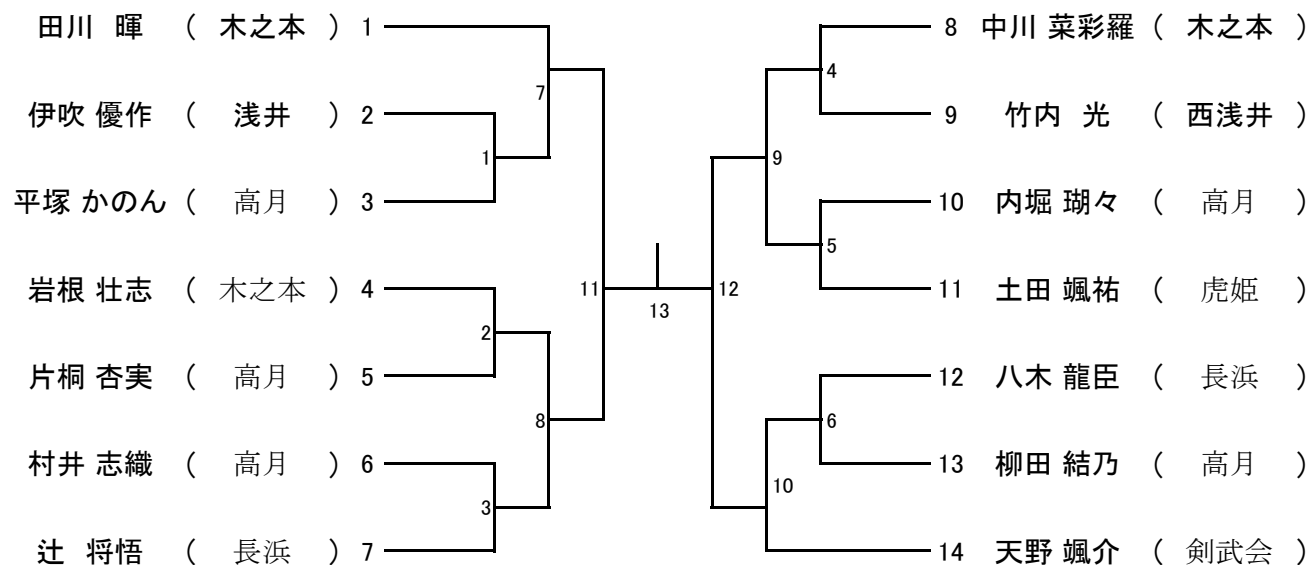 田川 暉 ( 木之本 ) 1
8 中川 菜彩羅 ( 木之本 )
4
7
伊吹 優作 ( 浅井 ) 2
9 竹内 光 ( 西浅井 )
1
9
平塚 かのん ( 高月 ) 3
10 内堀 瑚々 ( 高月 )
5
岩根 壮志 ( 木之本 ) 4
11
12
11 土田 颯祐 ( 虎姫 )
13
2
片桐 杏実 ( 高月 ) 5
12 八木 龍臣 ( 長浜 )
8
6
村井 志織 ( 高月 ) 6
13 柳田 結乃 ( 高月 )
10
3
辻 将悟 ( 長浜 ) 7
14 天野 颯介 ( 剣武会 )